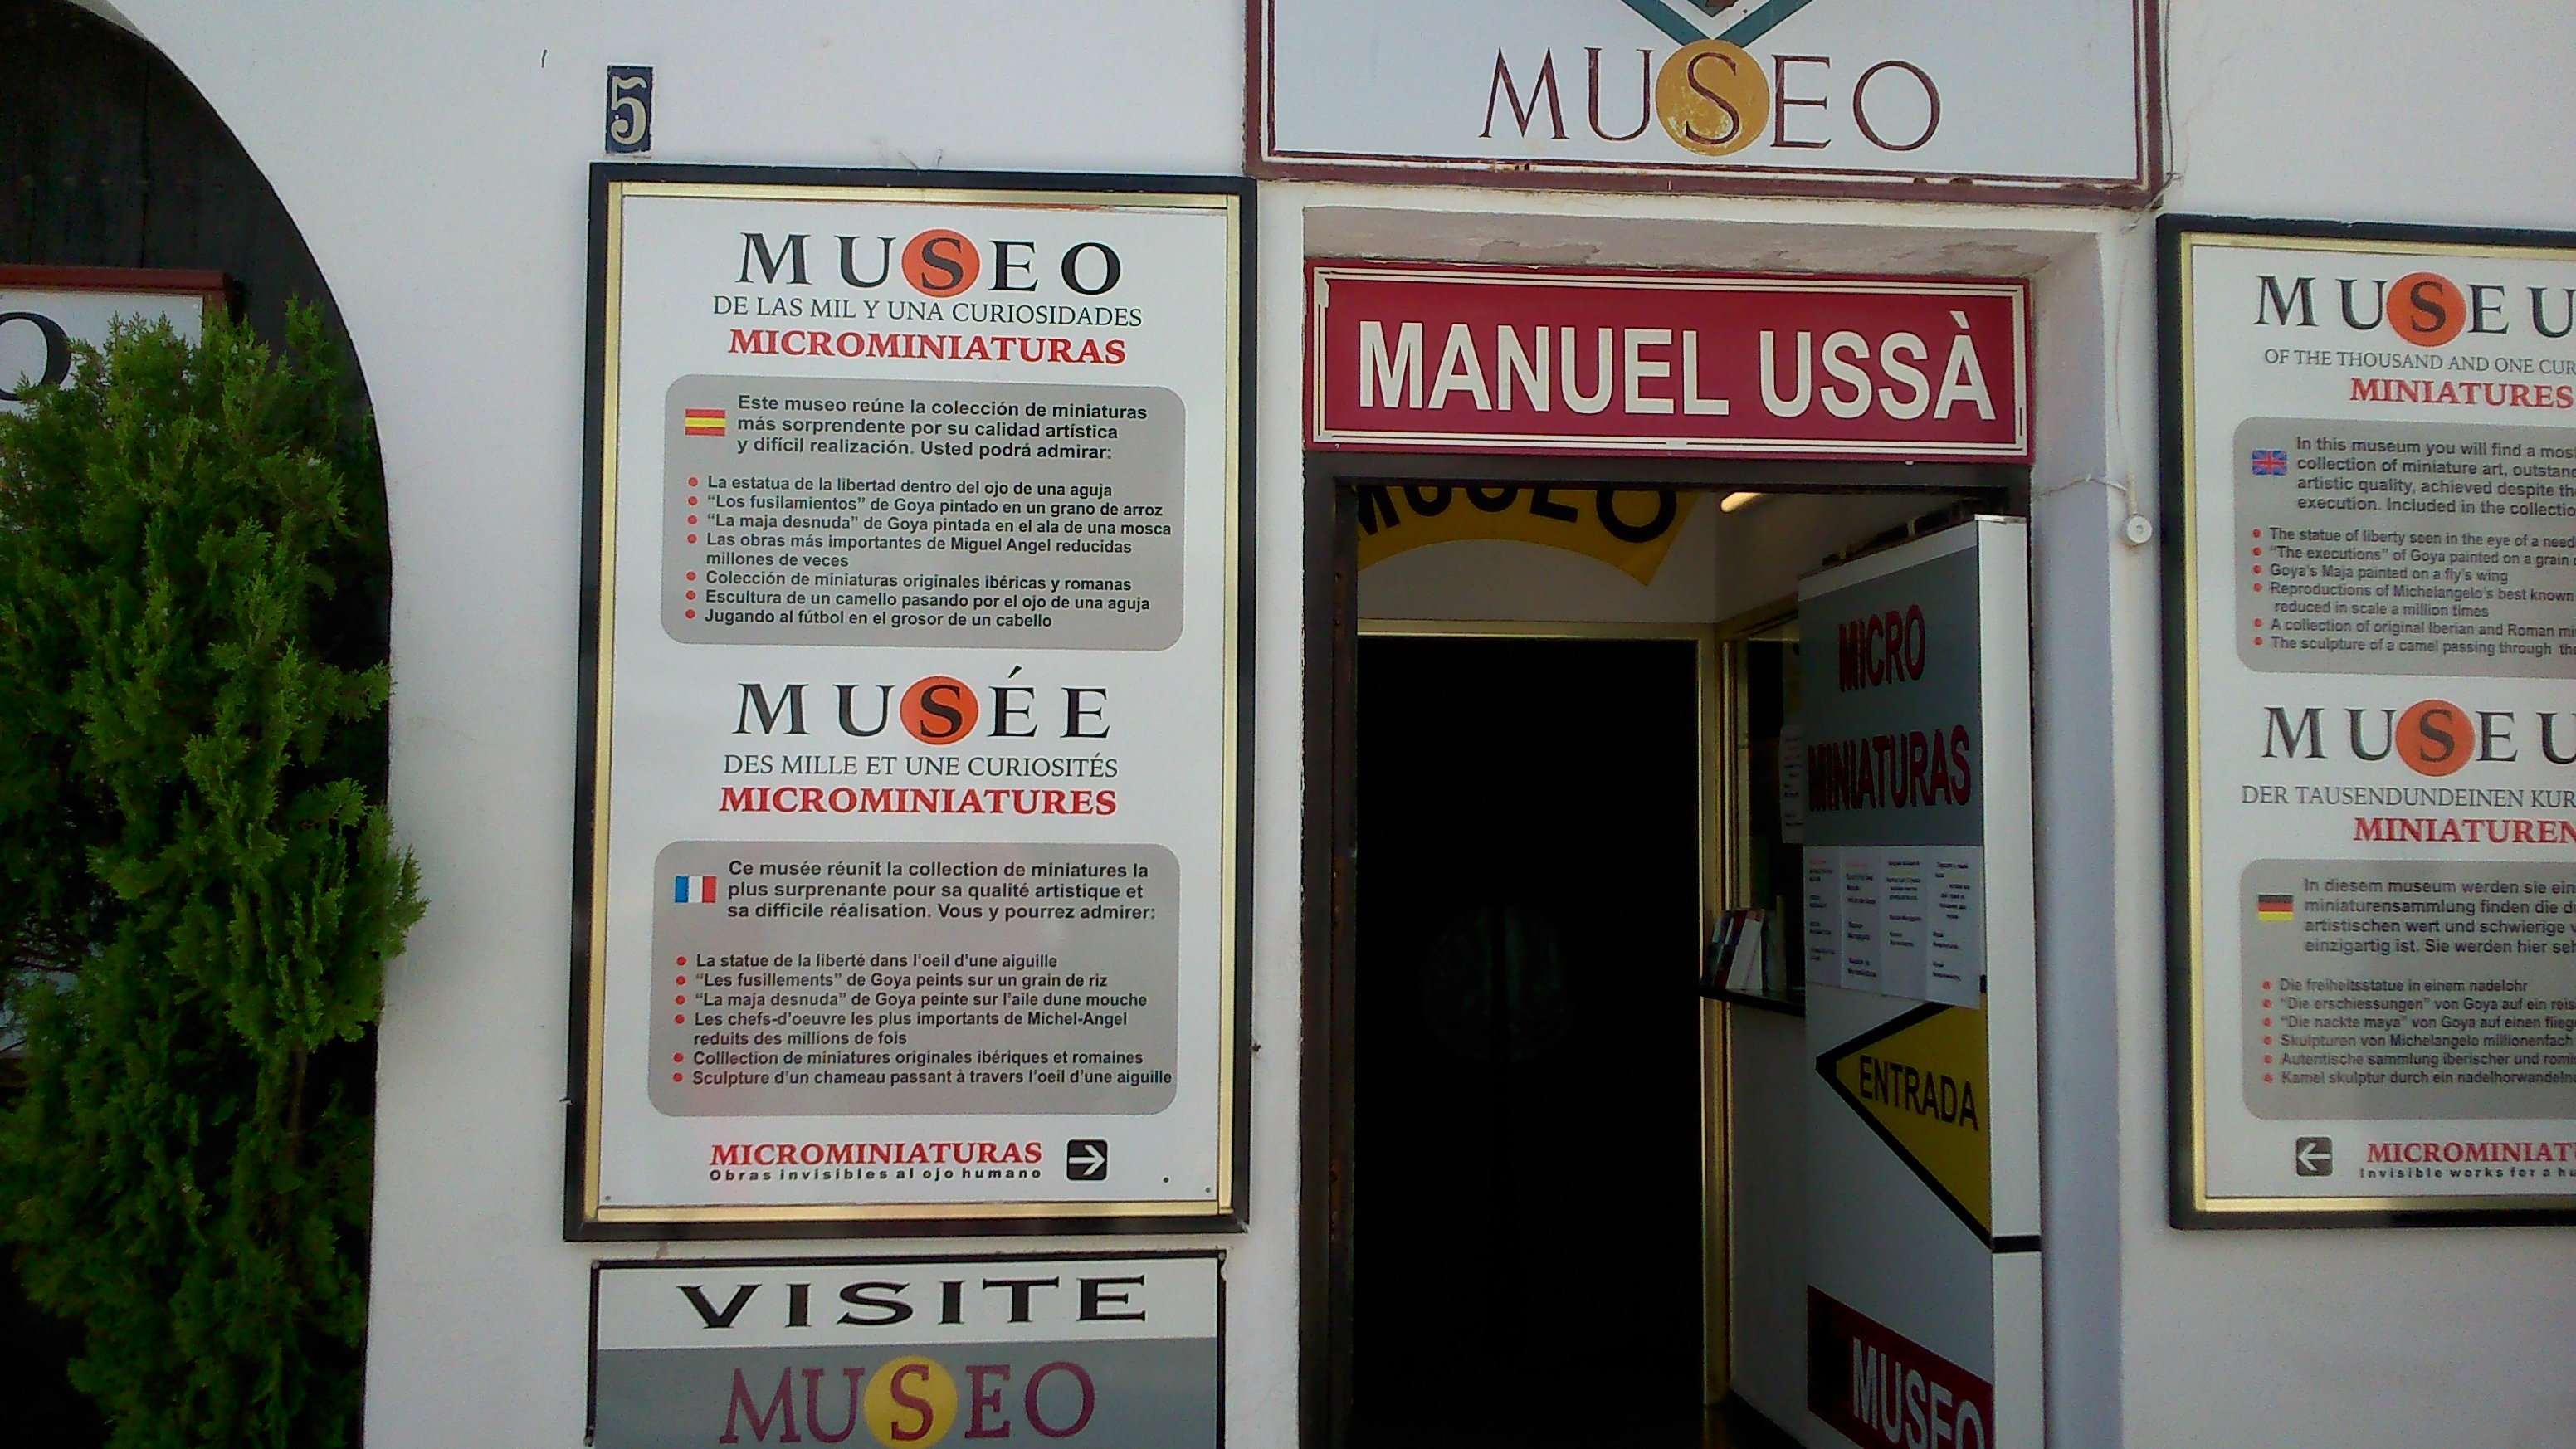 5
MUSEO
DE LAS MIL Y UNA CURIOSIDADES
MICROMINIATURAS
Este museo reúne la colección de miniaturas
más sorprendente por su calidad artística
y difícil realización. Usted podrá admirar:
La estatua de la libertad dentro del ojo de una aguja
“Los fusilamientos” de Goya pintado en un grano de arroz
“La maja desnuda” de Goya pintada en el ala de una mosca
Las obras más importantes de Miguel Angel reducidas
millones de veces
Colección de miniaturas originales ibéricas y romanas
Escultura de un camello pasando por el ojo de una aguja
Jugando al fútbol en el grosor de un cabello
MUSÉE
DES MILLE ET UNE CURIOSITÉS
MICROMINIATURES
Ce musée réunit la collection de miniatures la
plus surprenante pour sa qualité artistique et
sa difficile réalisation. Vous y pourrez admirer:
La statue de la liberté dans l’oeil d’une aiguille
“Les fusillements” de Goya peints sur un grain de riz
“La maja desnuda” de Goya peinte sur l’aile dune mouche
Les chefs-d’oeuvre les plus importants de Michel-Angel
reduits des millions de fois
Colllection de miniatures originales ibériques et romaines
Sculpture d’un chameau passant à travers l’oeil d’une aiguille
MICROMINIATURAS
Obras invisibles al ojo humano
VISITE
MUSEO
MUSEO
MANUEL USSÀ
MUSEO
MICRO
MINIATURAS
ENTRADA
MUSEO
MUSEU
OF THE THOUSAND AND ONE CUR
MINIATURES
In this museum you will find a mos
collection of miniature art, outstan
artistic quality, achieved despite th
execution. Included in the collectio
The statue of liberty seen in the eye of a need
“The executions” of Goya painted on a grain
Goya’s Maja painted on a fly’s wing
Reproductions of Michelangelo’s best known
reduced in scale a million times
A collection of original Iberian and Roman mi
The sculpture of a camel passing through the
MUSEU
DER TAUSENDUNDEINEN KUR
MINIATUREN
In diesem museum werden sie ein
miniaturensammlung finden die d
artistischen wert und schwierige v
einzigartig ist. Sie werden hier seh
Die freiheitsstatue in einem nadelohr
“Die erschiessungen” von Goya auf ein reis
“Die nackte maya” von Goya auf einen fliege
Skulpturen von Michelangelo millionenfach
Autentische sammlung iberischer und romi
Kamel skulptur durch ein nadelhorwandeln
MICROMINIAT
Invisible works for a hu